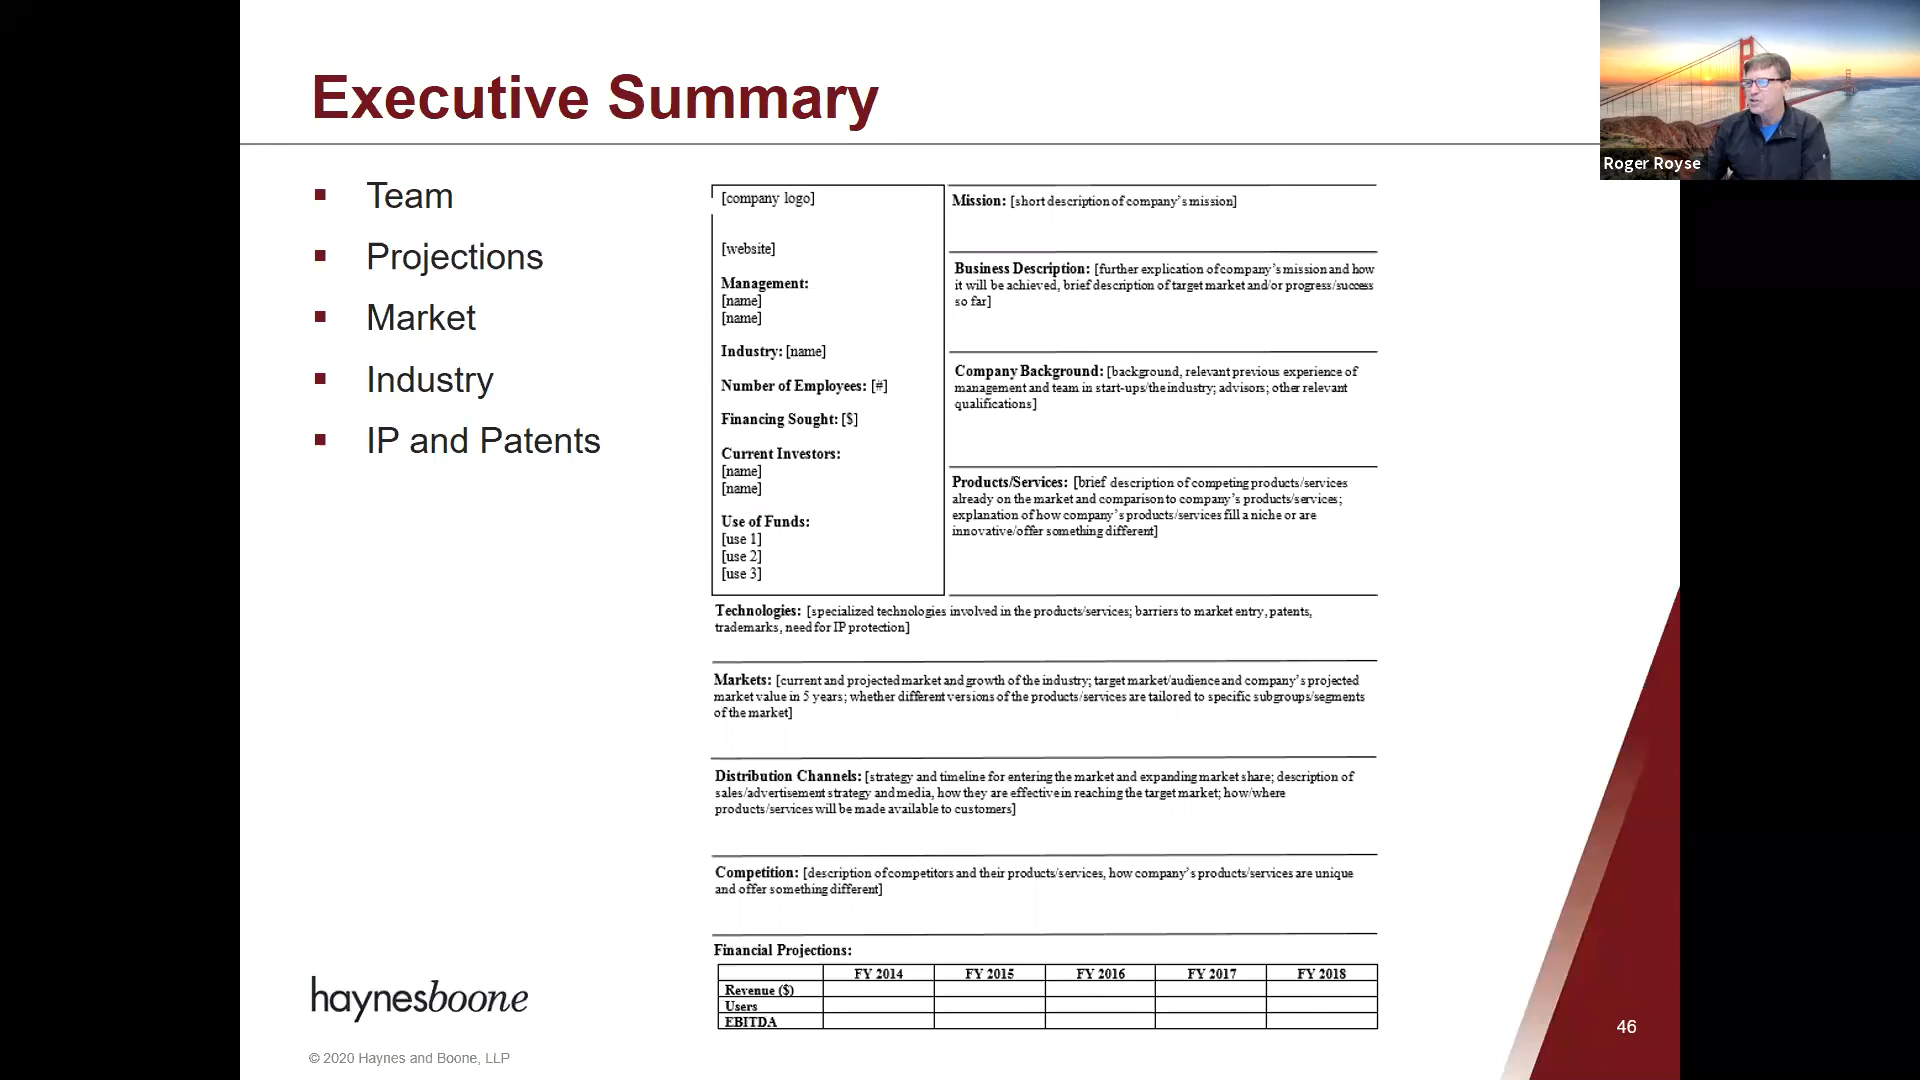 Executive Summary
Roger Royse
▪ Team
▪ Projections
▪ Market
▪ Industry
▪ IP and Patents
[company logo]
[website]
Management:
[name]
[name]
Industry: [name]
Number of Employees: [#]
Financing Sought: [$]
Current Investors:
[name]
[name]
Use of Funds:
[use 1]
[use 2]
[use 3]
Mission: [short description of company's mission]
Business Description: [further explication of company's mission and how
it will be achieved, brief description of target market and/or progress/success
so far]
Company Background: [background, relevant previous experience of
management and team in start-ups/the industry; advisors; other relevant
qualifications]
Products/Services: [brief description of competing products/services
already on the market and comparison to company's products/services;
explanation of how company's products/services fill a niche or are
innovative/offer something different]
Technologies: [specialized technologies involved in the products/services; barriers to market entry, patents,
trademarks, need for IP protection]
Markets: [current and projected market and growth of the industry; target market/audience and company's projected
market value in 5 years; whether different versions of the products/services are tailored to specific subgroups/segments
of the market]
Distribution Channels: [strategy and timeline for entering the market and expanding market share; description of
sales/advertisement strategy and media, how they are effective in reaching the target market; how/where
products/services will be made available to customers]
Competition: [description of competitors and their products/services, how company's products/services are unique
and offer something different]
Financial Projections:
FY 2014 FY 2015 FY 2016 FY 2017 FY 2018
Revenue ($)
Users
EBITDA
haynesboone
© 2020 Haynes and Boone, LLP
46